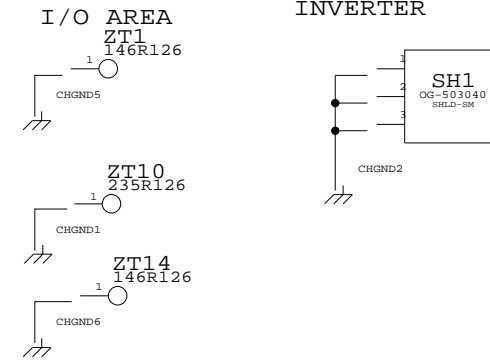 I/O AREA
ZT1
146R126
1
CHGND5
ZT10
235R126
1
CHGND1
ZT14
146R126
1
CHGND6
INVERTER
1
2
3
SH1
OG-503040
SHLD-SM
CHGND2